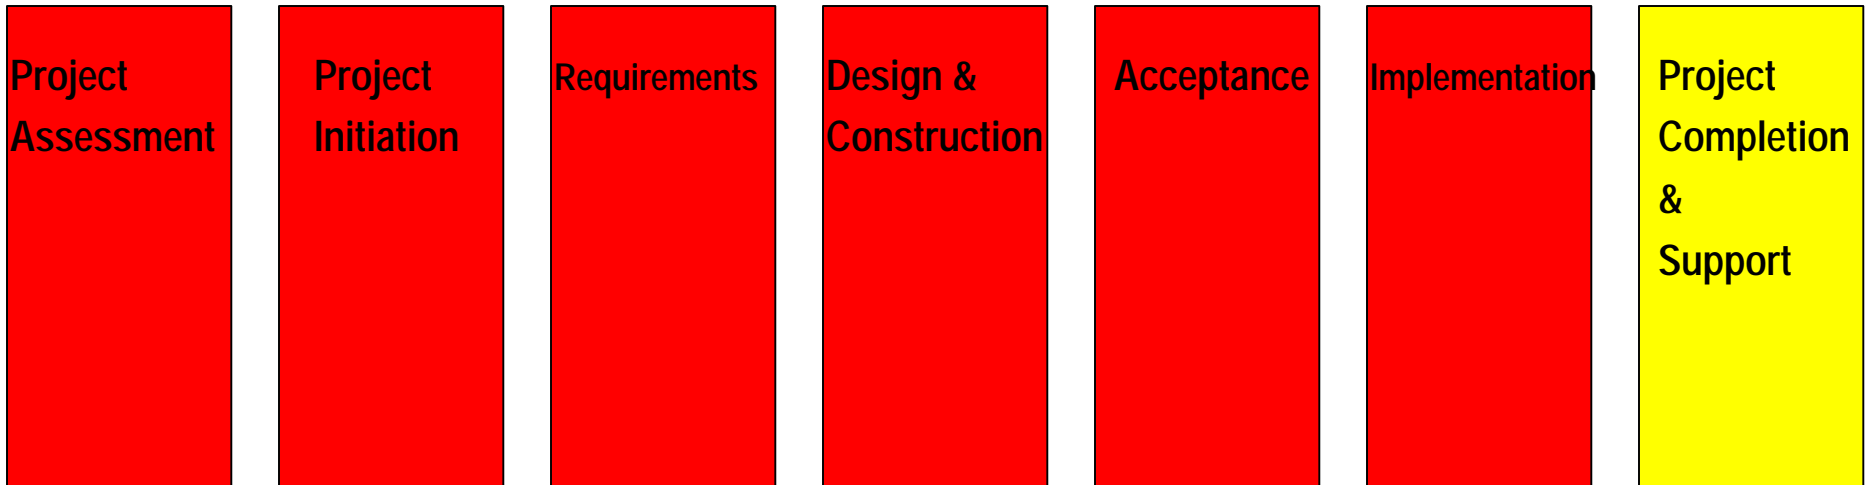 Project
Assessment
Project
Initiation
Requirements
Design &
Construction
Acceptance
Implementation
Project
Completion
&
Support